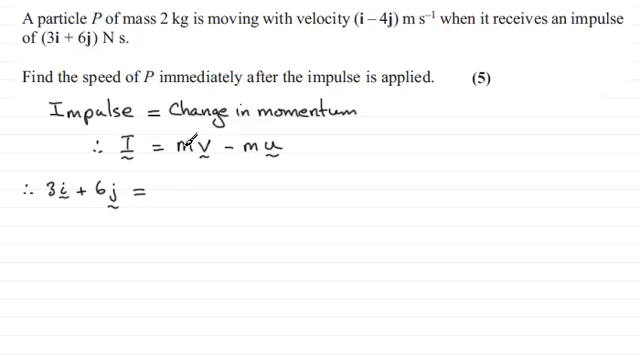 A particle P of mass 2 kg is moving with velocity (i – 4j) m s⁻¹ when it receives an impulse
of (3i + 6j) N s.
Find the speed of P immediately after the impulse is applied. (5)
Impulse = Change in momentum
∴ I = mv - mu
∴ 3i + 6j =